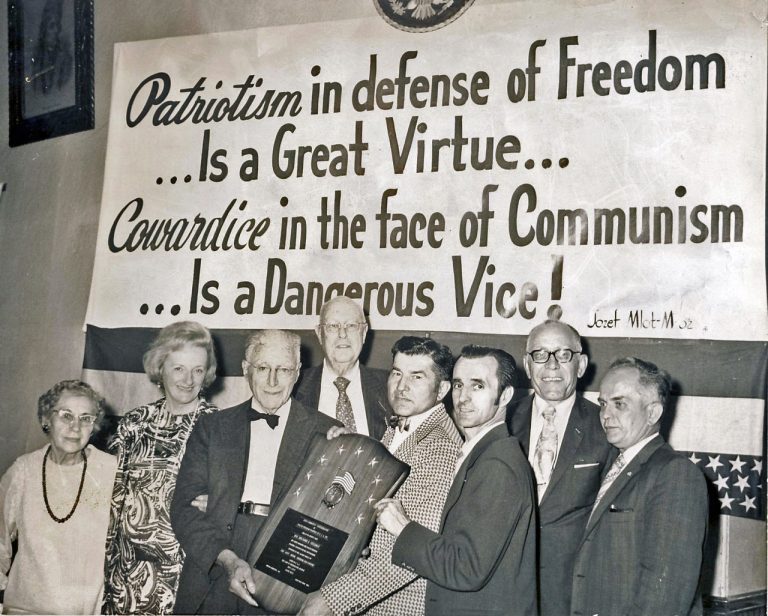 Patriotism in defense of Freedom
...Is a Great Virtue...
Cowardice in the face of Communism
...Is a Dangerous Vice!
Jozef Mlot-M